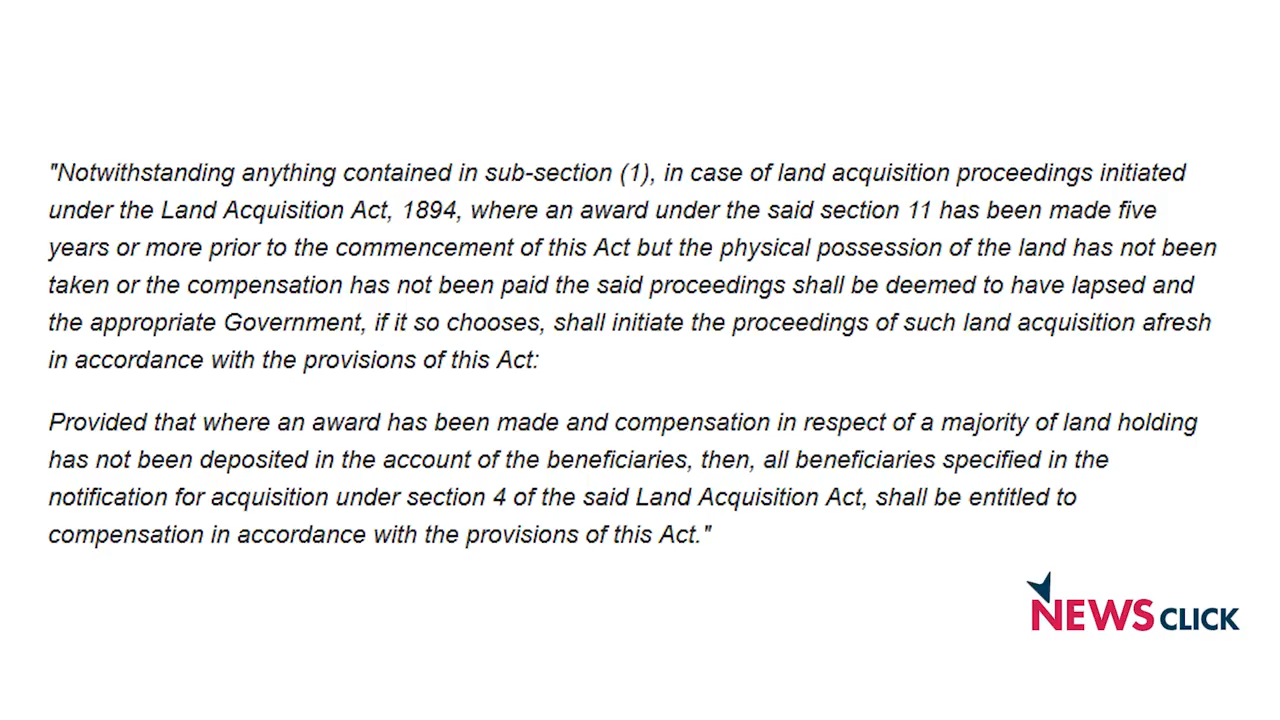 "Notwithstanding anything contained in sub-section (1), in case of land acquisition proceedings initiated
under the Land Acquisition Act, 1894, where an award under the said section 11 has been made five
years or more prior to the commencement of this Act but the physical possession of the land has not been
taken or the compensation has not been paid the said proceedings shall be deemed to have lapsed and
the appropriate Government, if it so chooses, shall initiate the proceedings of such land acquisition afresh
in accordance with the provisions of this Act:
Provided that where an award has been made and compensation in respect of a majority of land holding
has not been deposited in the account of the beneficiaries, then, all beneficiaries specified in the
notification for acquisition under section 4 of the said Land Acquisition Act, shall be entitled to
compensation in accordance with the provisions of this Act."
NEWS CLICK